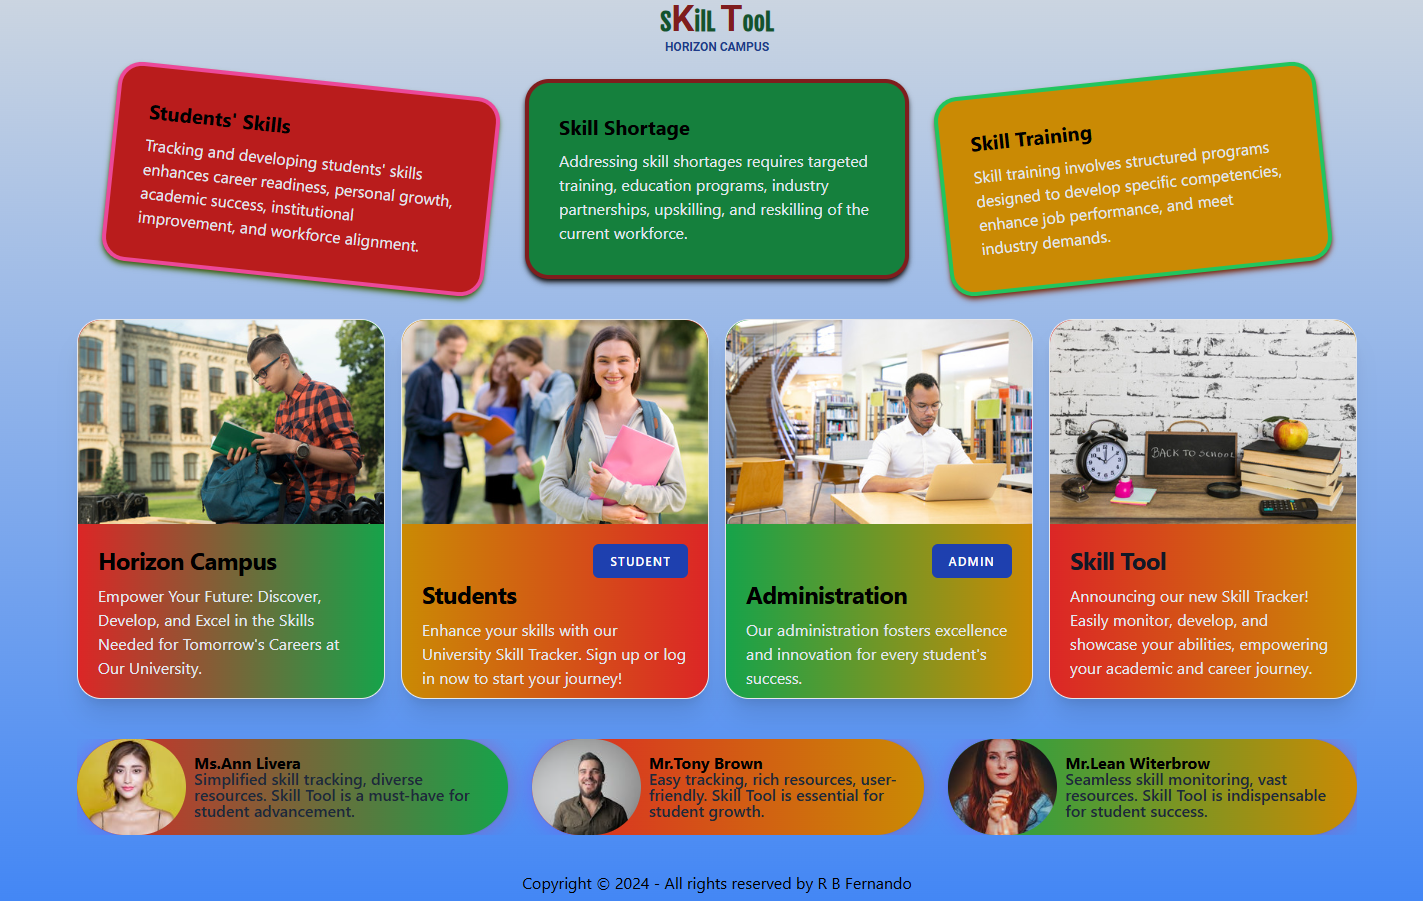 SKilL TooL
HORIZON CAMPUS
Students' Skills
Tracking and developing students' skills
enhances career readiness, personal growth,
academic success, institutional
improvement, and workforce alignment.
Skill Shortage
Addressing skill shortages requires targeted
training, education programs, industry
partnerships, upskilling, and reskilling of the
current workforce.
Skill Training
Skill training involves structured programs
designed to develop specific competencies,
enhance job performance, and meet
industry demands.
BACK TO SCHOOL
Horizon Campus
Empower Your Future: Discover,
Develop, and Excel in the Skills
Needed for Tomorrow's Careers at
Our University.
STUDENT
Students
Enhance your skills with our
University Skill Tracker. Sign up or log
in now to start your journey!
ADMIN
Administration
Our administration fosters excellence
and innovation for every student's
success.
Skill Tool
Announcing our new Skill Tracker!
Easily monitor, develop, and
showcase your abilities, empowering
your academic and career journey.
Ms.Ann Livera
Simplified skill tracking, diverse
resources. Skill Tool is a must-have for
student advancement.
Mr.Tony Brown
Easy tracking, rich resources, user-
friendly. Skill Tool is essential for
student growth.
Mr.Lean Witerbrow
Seamless skill monitoring, vast
resources. Skill Tool is indispensable
for student success.
Copyright © 2024 - All rights reserved by R B Fernando